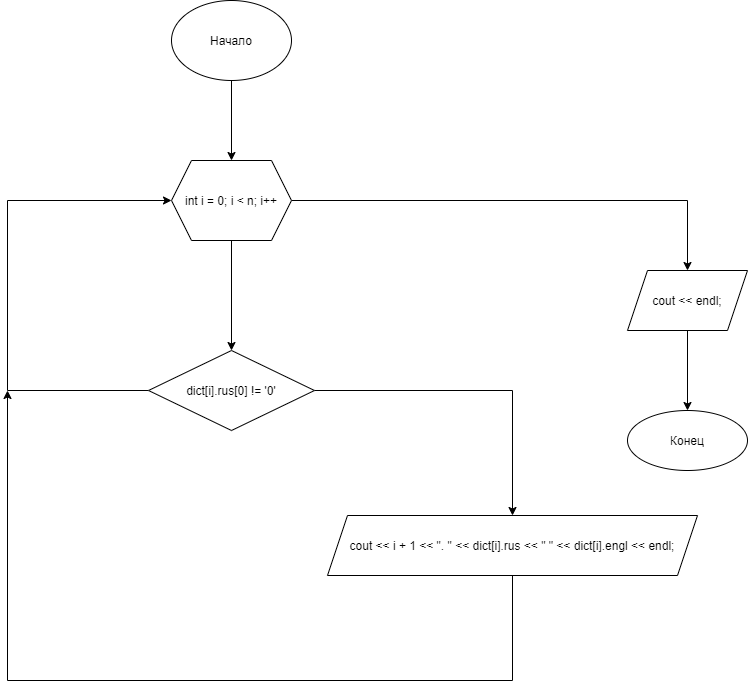 Начало
int i = 0; i < n; i++
cout << endl;
dict[i].rus[0] != '0'
Конец
cout << i + 1 << ". " << dict[i].rus << " " << dict[i].engl << endl;